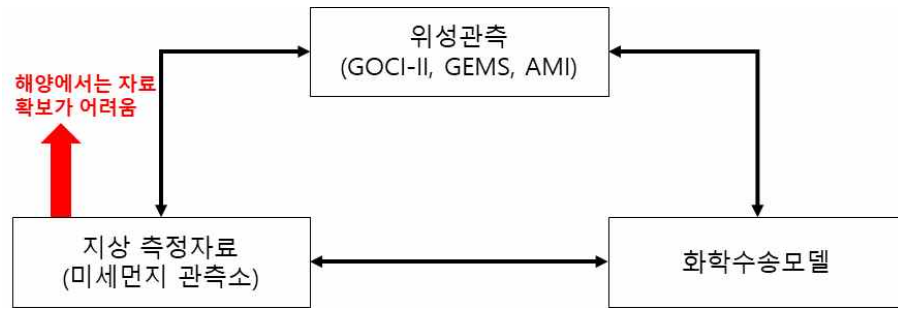 위성관측
(GOCI-II, GEMS, AMI)
해양에서는 자료
확보가 어려움
지상 측정자료
(미세먼지 관측소)
화학수송모델